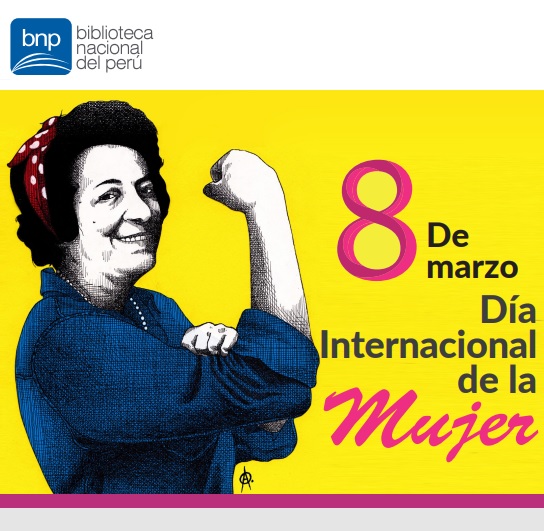 bnp
biblioteca
nacional
del perú
8
De
marzo
Día
Internacional
de la
Mujer